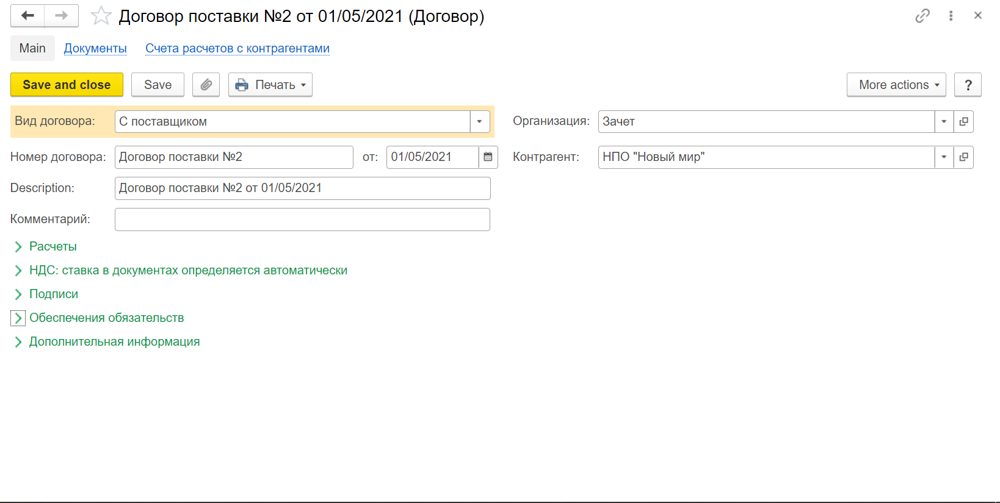 Договор поставки №2 от 01/05/2021 (Договор)
Main Документы Счета расчетов с контрагентами
Save and close Save Печать More actions ?
Вид договора: С поставщиком Организация: Зачет
Номер договора: Договор поставки №2 от: 01/05/2021 Контрагент: НПО "Новый мир"
Description: Договор поставки №2 от 01/05/2021
Комментарий:
Расчеты
НДС: ставка в документах определяется автоматически
Подписи
Обеспечения обязательств
Дополнительная информация